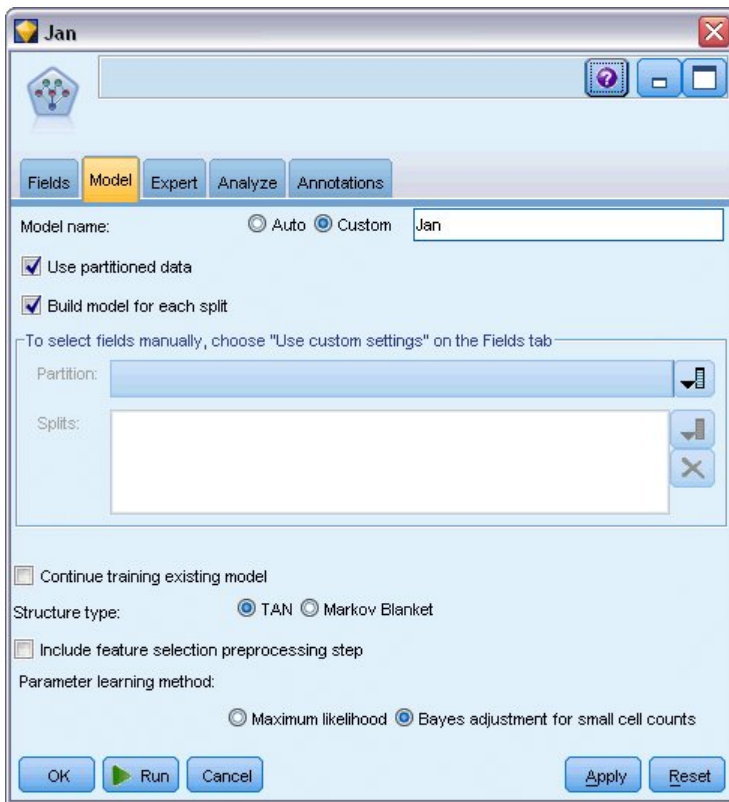 Jan
?
Fields Model Expert Analyze Annotations
Model name: Auto Custom Jan
Use partitioned data
Build model for each split
To select fields manually, choose "Use custom settings" on the Fields tab
Partition:
Splits:
Continue training existing model
Structure type: TAN Markov Blanket
Include feature selection preprocessing step
Parameter learning method:
Maximum likelihood Bayes adjustment for small cell counts
OK Run Cancel Apply Reset